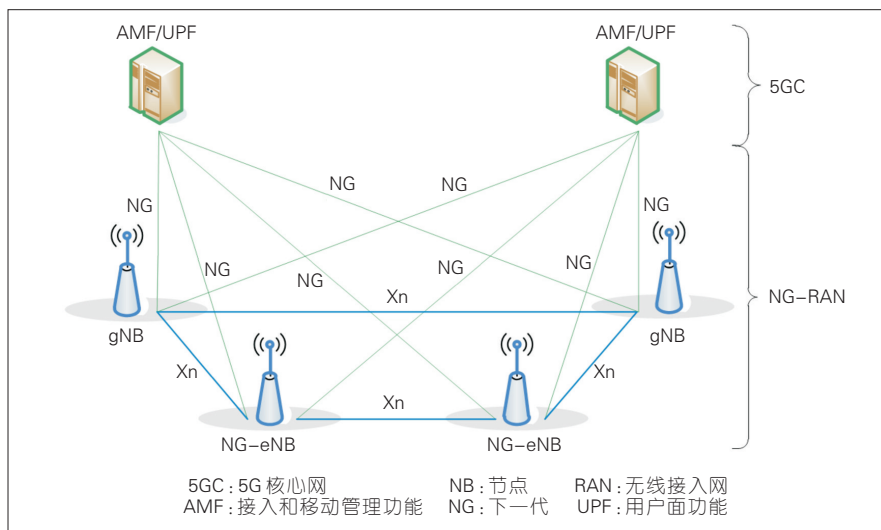 AMF/UPF AMF/UPF
5GC
NG NG
NG NG
NG NG NG NG
Xn
NG-RAN
gNB gNB
Xn Xn
Xn
NG-eNB NG-eNB
5GC:5G 核心网 NB:节点 RAN:无线接入网
AMF:接入和移动管理功能 NG:下一代 UPF:用户面功能